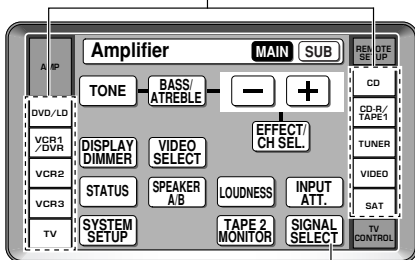 Amplifier MAIN SUB
REMOTE
SETUP
AMP
TONE
BASS/
ATREBLE
−
+
CD
DVD/LD
CD-R/
TAPE1
EFFECT/
CH SEL.
VCR1
/DVR
DISPLAY
DIMMER
VIDEO
SELECT
TUNER
VCR2
VIDEO
STATUS
SPEAKER
A/B
LOUDNESS
INPUT
ATT.
VCR3
SAT
TV
SYSTEM
SETUP
TAPE 2
MONITOR
SIGNAL
SELECT
TV
CONTROL